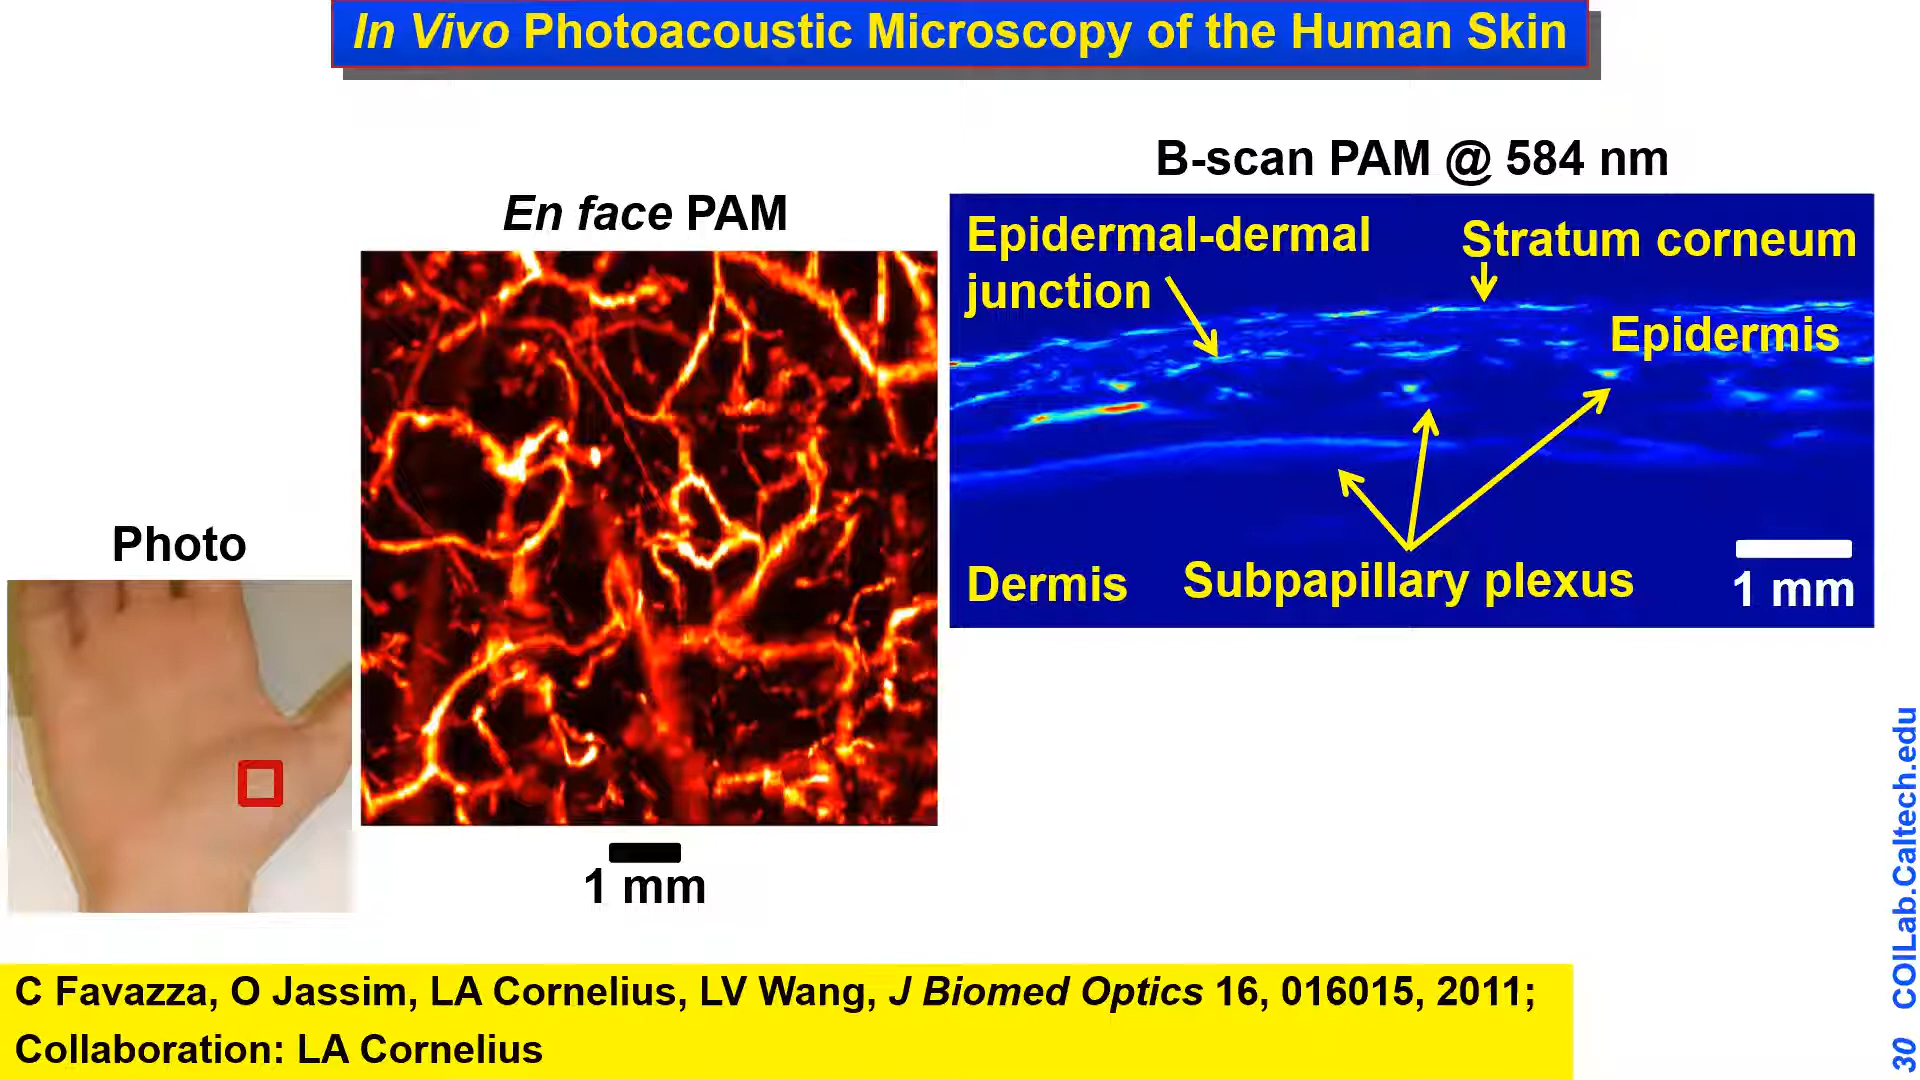 In Vivo Photoacoustic Microscopy of the Human Skin
B-scan PAM @ 584 nm
En face PAM
Epidermal-dermal
junction
Stratum corneum
Epidermis
Photo
Dermis
Subpapillary plexus
1 mm
1 mm
C Favazza, O Jassim, LA Cornelius, LV Wang, J Biomed Optics 16, 016015, 2011;
Collaboration: LA Cornelius
30 COILab.Caltech.edu